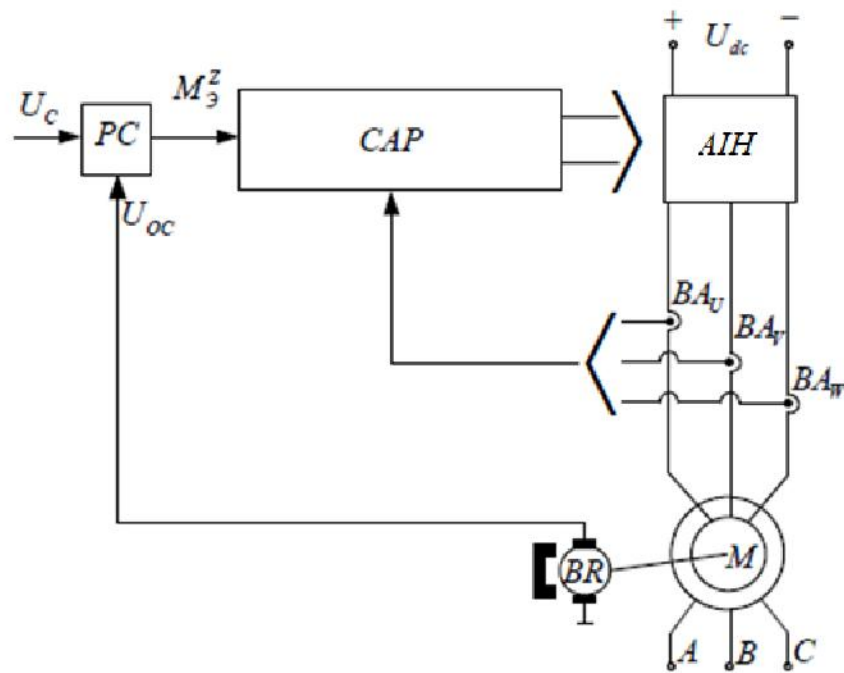 + −
U_dc
U_C
PC
M_Э^Z
CAP
AIH
U_OC
BA_U
BA_V
BA_W
BR
M
A B C